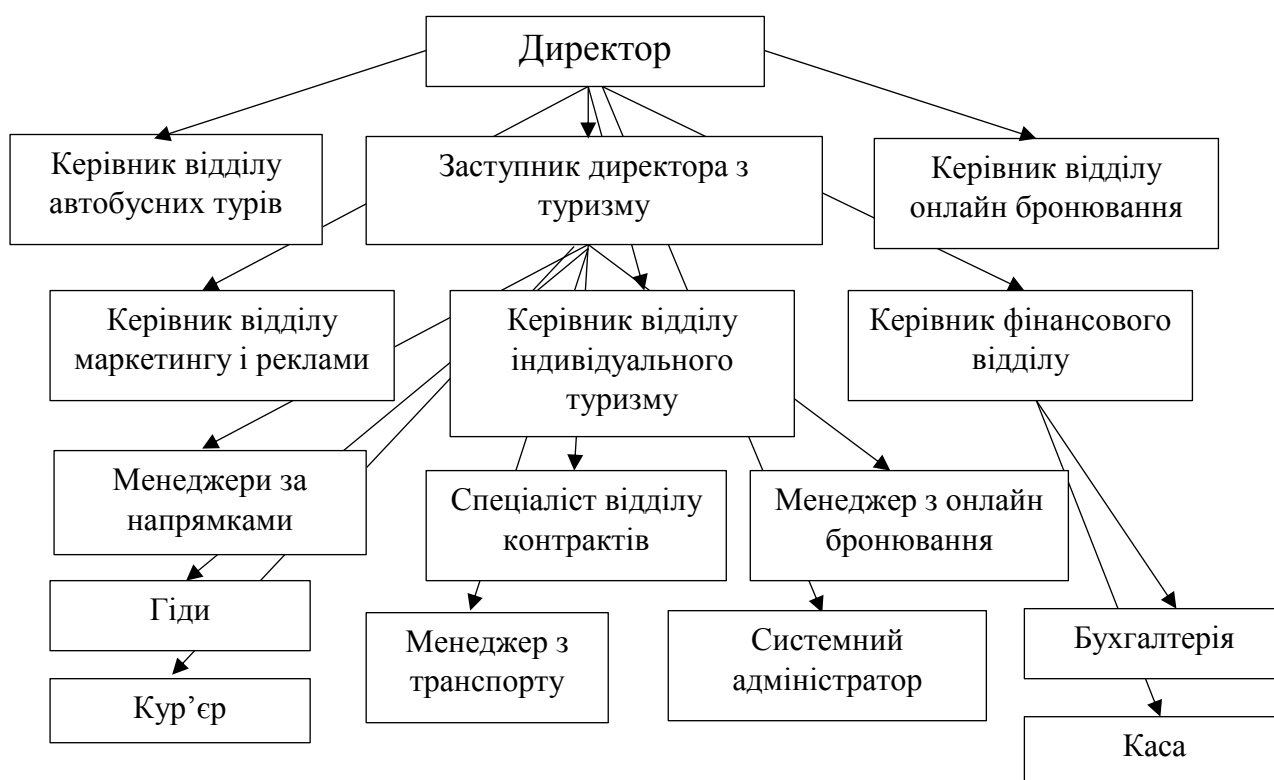 Директор
Керівник відділу
автобусних турів
Заступник директора з
туризму
Керівник відділу
онлайн бронювання
Керівник відділу
маркетингу і реклами
Керівник відділу
індивідуального
туризму
Керівник фінансового
відділу
Менеджери за
напрямками
Спеціаліст відділу
контрактів
Менеджер з онлайн
бронювання
Гіди
Менеджер з
транспорту
Системний
адміністратор
Бухгалтерія
Кур’єр
Каса